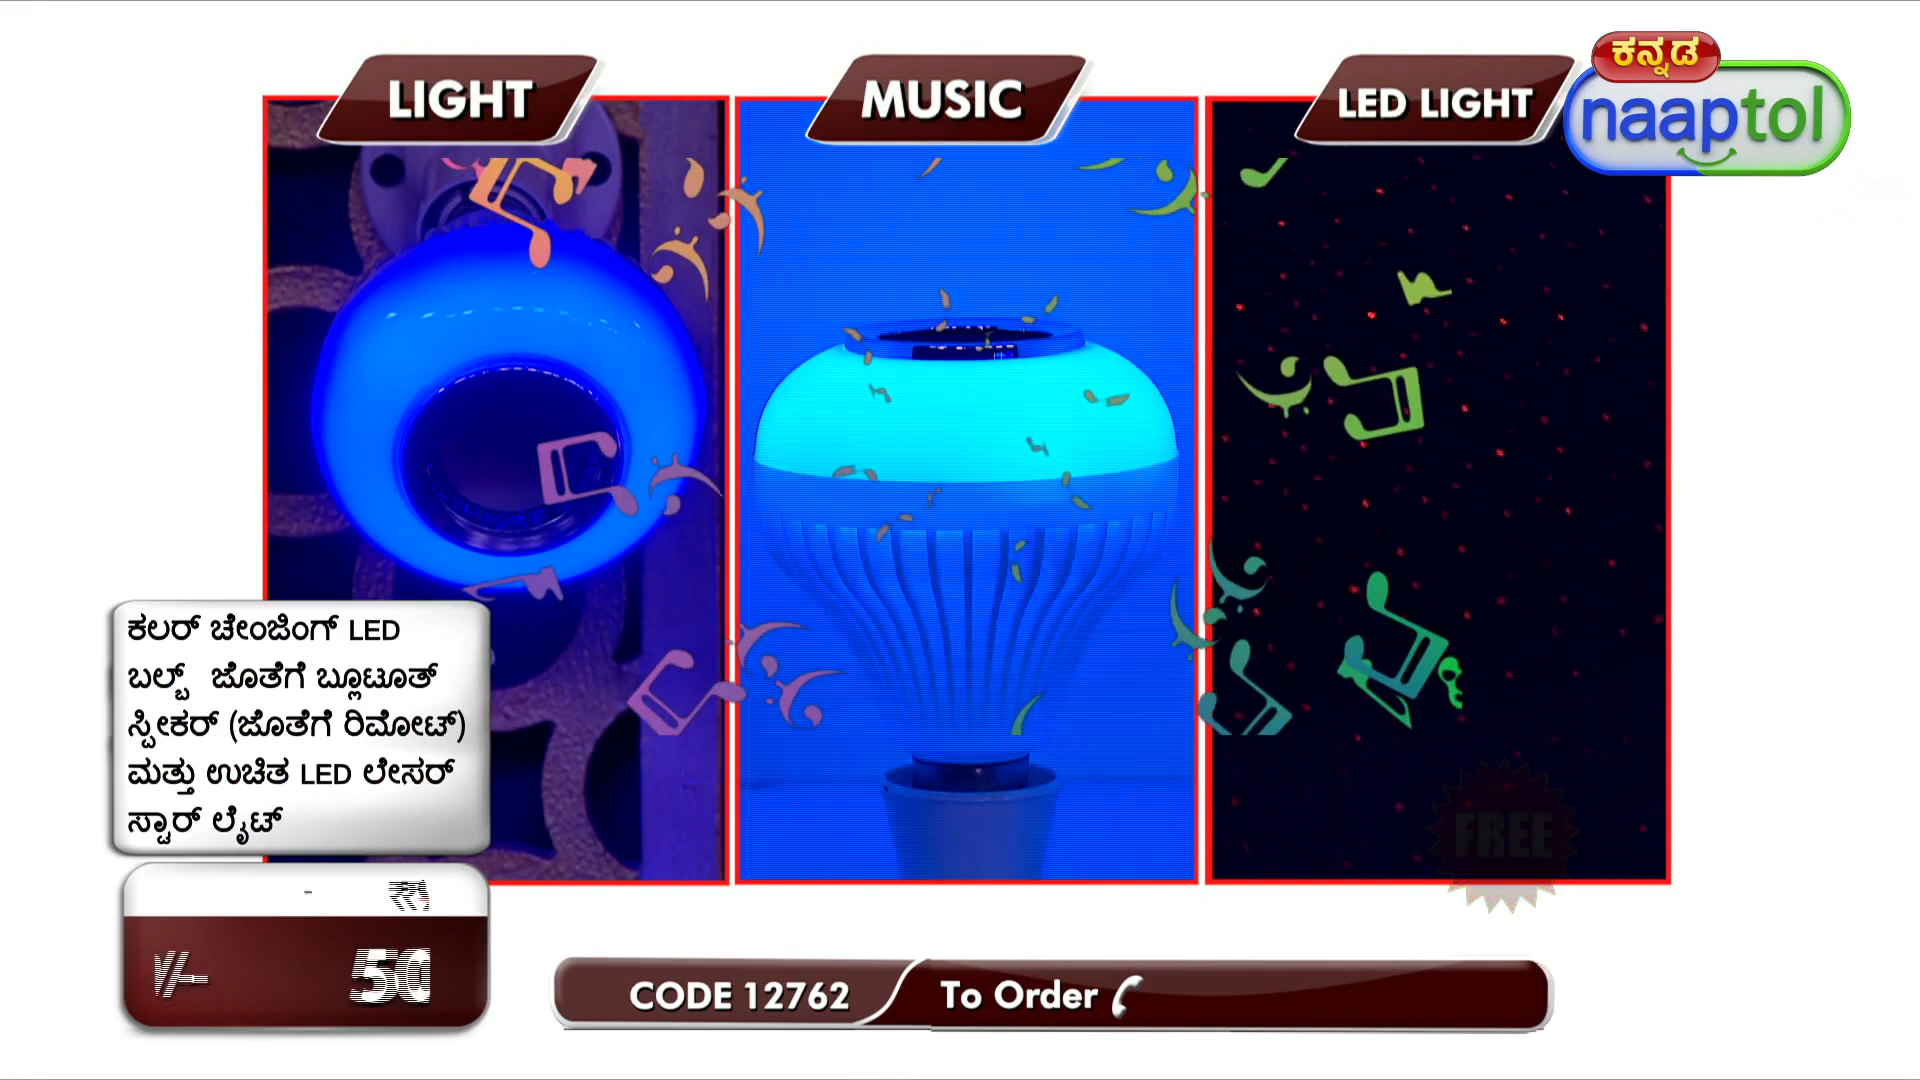 LIGHT
MUSIC
LED LIGHT
ಕನ್ನಡ
naaptol
ಕಲರ್ ಚೇಂಜಿಂಗ್ LED
ಬಲ್ಬ್ ಜೊತೆಗೆ ಬ್ಲೂಟೂತ್
ಸ್ಪೀಕರ್ (ಜೊತೆಗೆ ರಿಮೋಟ್)
ಮತ್ತು ಉಚಿತ LED ಲೇಸರ್
ಸ್ಟಾರ್ ಲೈಟ್
FREE
CODE 12762
To Order